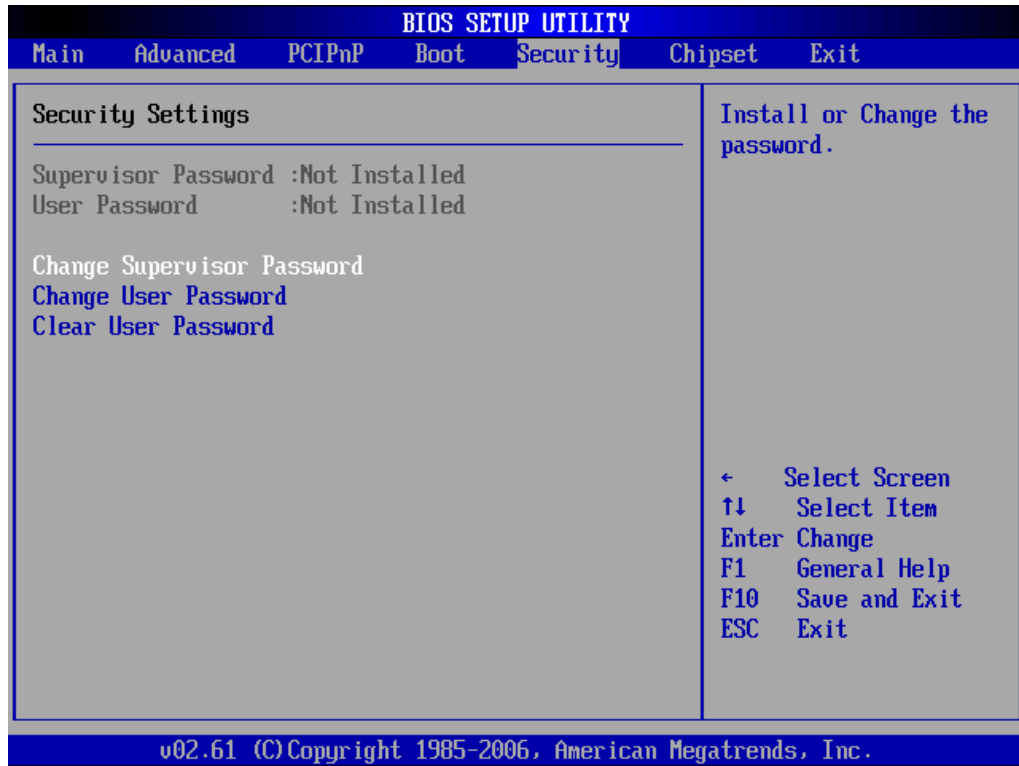 BIOS SETUP UTILITY
Main Advanced PCIPnP Boot Security Chipset Exit
Security Settings
Supervisor Password :Not Installed
User Password :Not Installed
Change Supervisor Password
Change User Password
Clear User Password
Install or Change the
password.
← Select Screen
↑↓ Select Item
Enter Change
F1 General Help
F10 Save and Exit
ESC Exit
v02.61 (C)Copyright 1985-2006, American Megatrends, Inc.